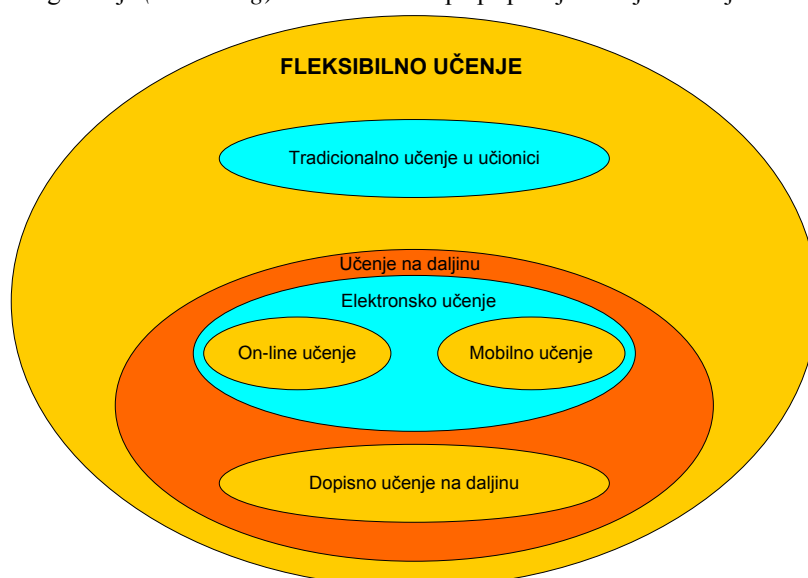 FLEKSIBILNO UČENJE
Tradicionalno učenje u učionici
Učenje na daljinu
Elektronsko učenje
On-line učenje Mobilno učenje
Dopisno učenje na daljinu